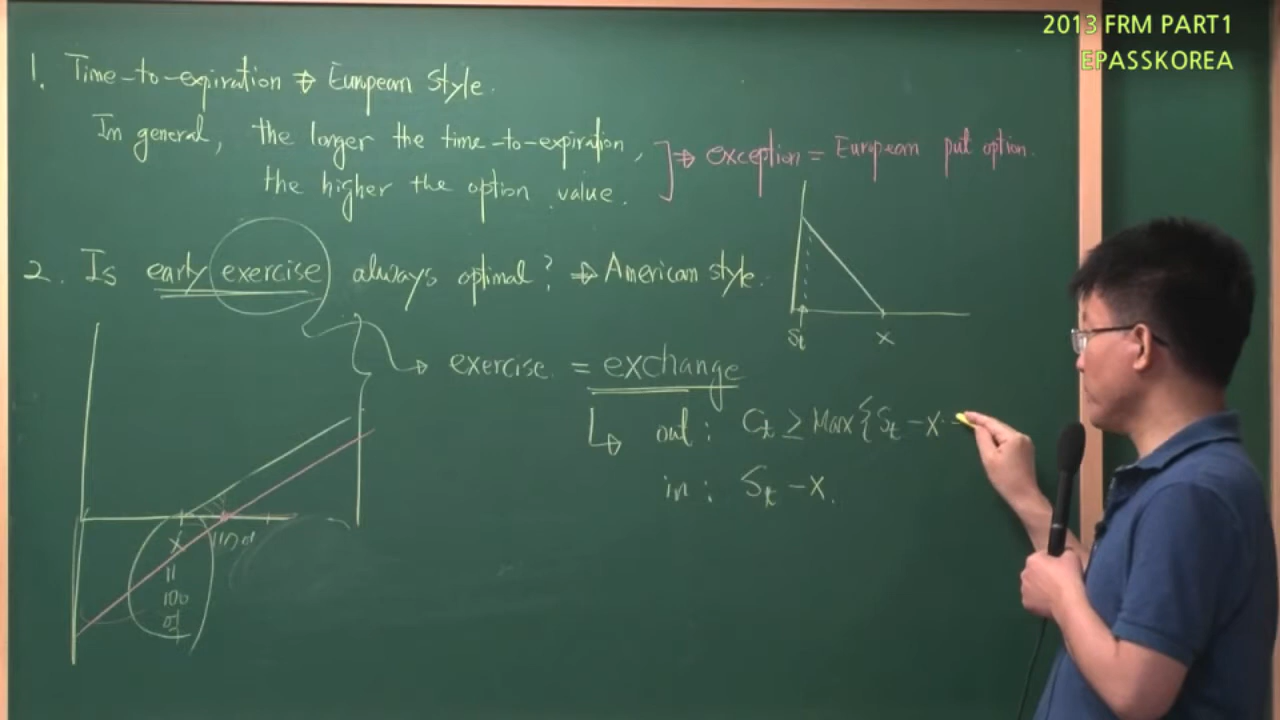 2013 FRM PART1
EPASSKOREA
1. Time-to-expiration ⇒ European Style.
In general, the larger the time-to-expiration,
the higher the option value.
⇒ exception = European put option.
2. Is early exercise always optimal? ⇒ American style.
St X
exercise = exchange
out : Ct ≥ Max{St - X -
in : St - X.
X
11
100
억